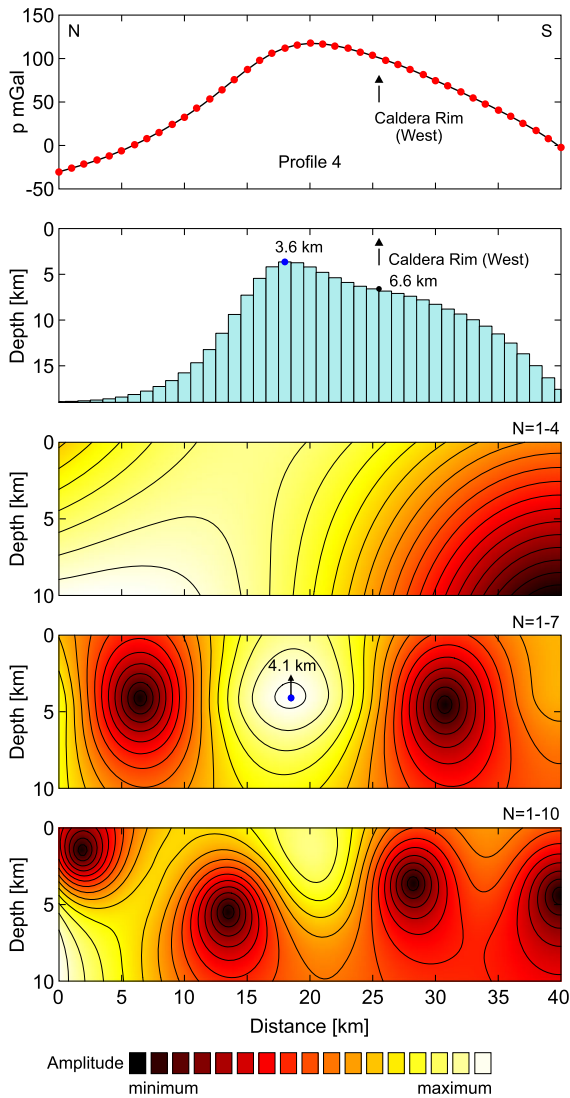 N
S
150
100
50
0
-50
p mGal
Caldera Rim
(West)
Profile 4
0
5
10
15
Depth [km]
3.6 km
Caldera Rim (West)
6.6 km
N=1-4
0
5
10
Depth [km]
N=1-7
0
5
10
Depth [km]
4.1 km
N=1-10
0
5
10
Depth [km]
0 5 10 15 20 25 30 35 40
Distance [km]
Amplitude
minimum maximum